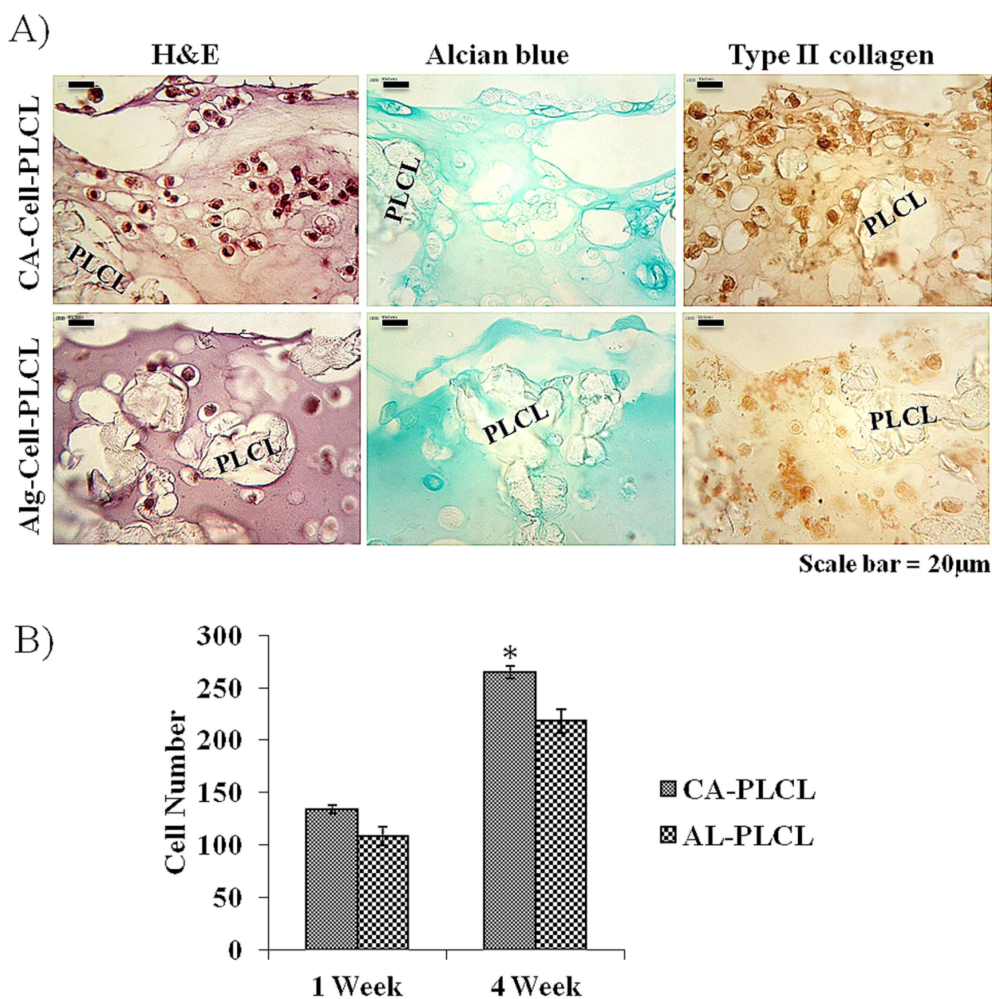 A)
H&E
Alcian blue
Type II collagen
CA-Cell-PLCL
PLCL
PLCL
PLCL
Alg-Cell-PLCL
PLCL
PLCL
PLCL
Scale bar = 20µm
B)
300
250
200
150
100
50
0
Cell Number
*
1 Week
4 Week
CA-PLCL
AL-PLCL